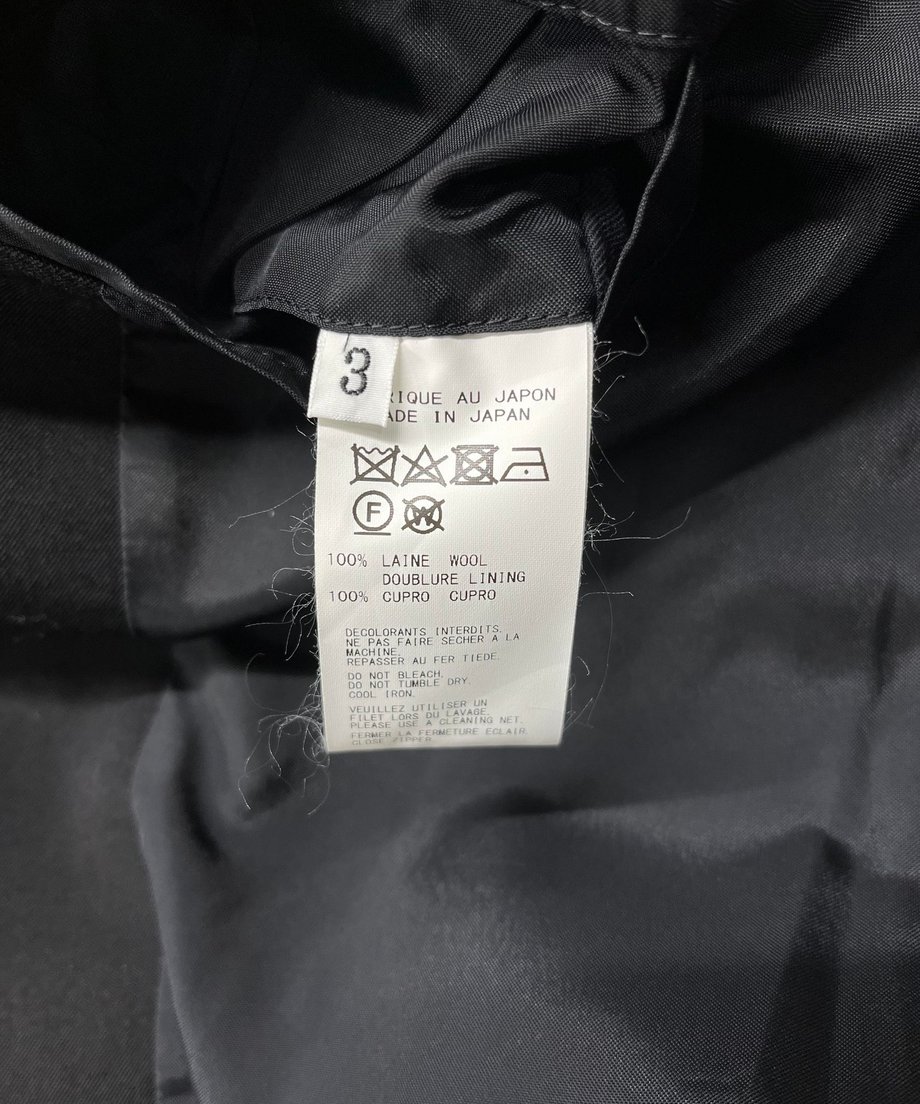 3
RIQUE AU JAPON
ADE IN JAPAN
F W
100% LAINE WOOL
DOUBLURE LINING
100% CUPRO CUPRO
DECOLORANTS INTERDITS.
NE PAS FAIRE SECHER A LA
MACHINE.
REPASSER AU FER TIEDE.
DO NOT BLEACH.
DO NOT TUMBLE DRY.
COOL IRON.
VEUILLEZ UTILISER UN
FILET LORS DU LAVAGE.
PLEASE USE A CLEANING NET.
FERMER LA FERMETURE ECLAIR.
CLOSE ZIPPER.